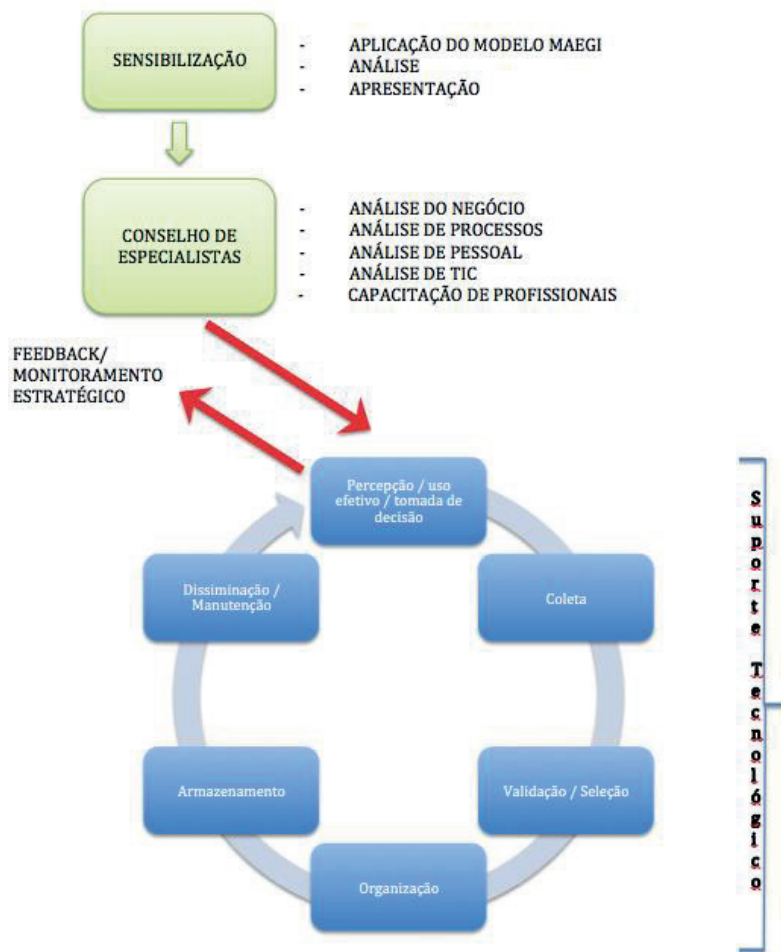 SENSIBILIZAÇÃO
- APLICAÇÃO DO MODELO MAEGI
- ANÁLISE
- APRESENTAÇÃO
CONSELHO DE
ESPECIALISTAS
- ANÁLISE DO NEGÓCIO
- ANÁLISE DE PROCESSOS
- ANÁLISE DE PESSOAL
- ANÁLISE DE TIC
- CAPACITAÇÃO DE PROFISSIONAIS
FEEDBACK/
MONITORAMENTO
ESTRATÉGICO
Percepção / uso
efetivo / tomada de
decisão
Dissiminação /
Manutenção
Coleta
Armazenamento
Validação / Seleção
Organização
Suporte Tecnológico